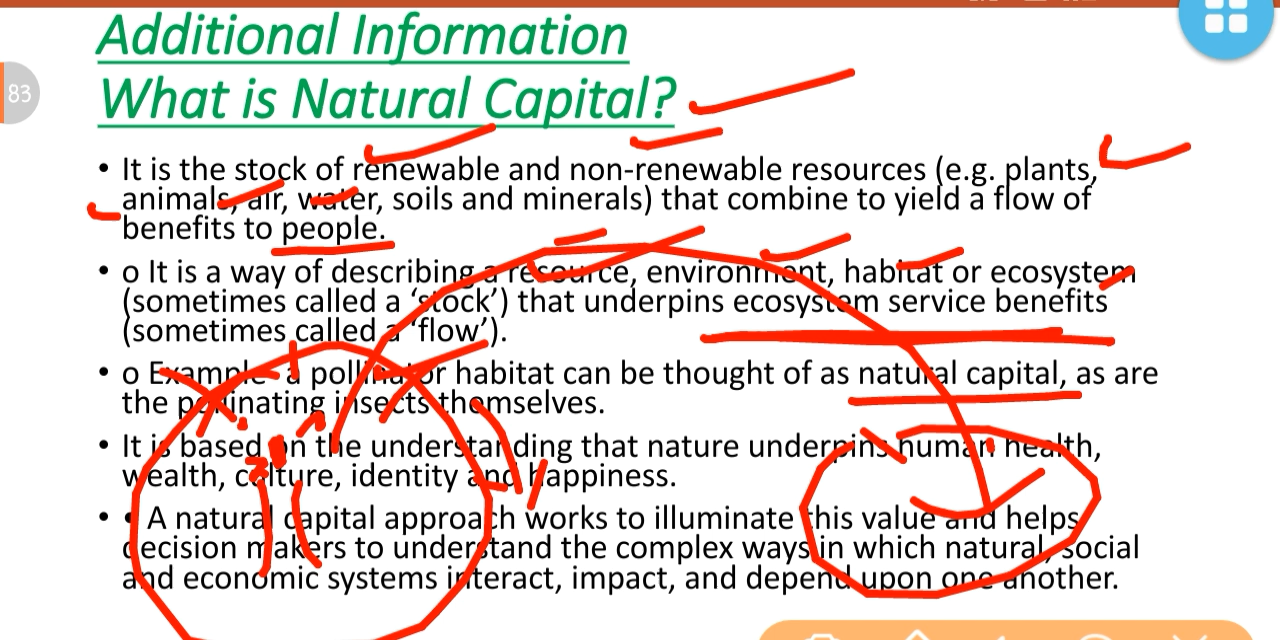 Additional Information
What is Natural Capital?
83
• It is the stock of renewable and non-renewable resources (e.g. plants,
animals, air, water, soils and minerals) that combine to yield a flow of
benefits to people.
• o It is a way of describing a resource, environment, habitat or ecosystem
(sometimes called a ‘stock’) that underpins ecosystem service benefits
(sometimes called a ‘flow’).
• o Example- a pollinator habitat can be thought of as natural capital, as are
the pollinating insects themselves.
• It is based on the understanding that nature underpins human health,
wealth, culture, identity and happiness.
• • A natural capital approach works to illuminate this value and helps
decision makers to understand the complex ways in which natural, social
and economic systems interact, impact, and depend upon one another.